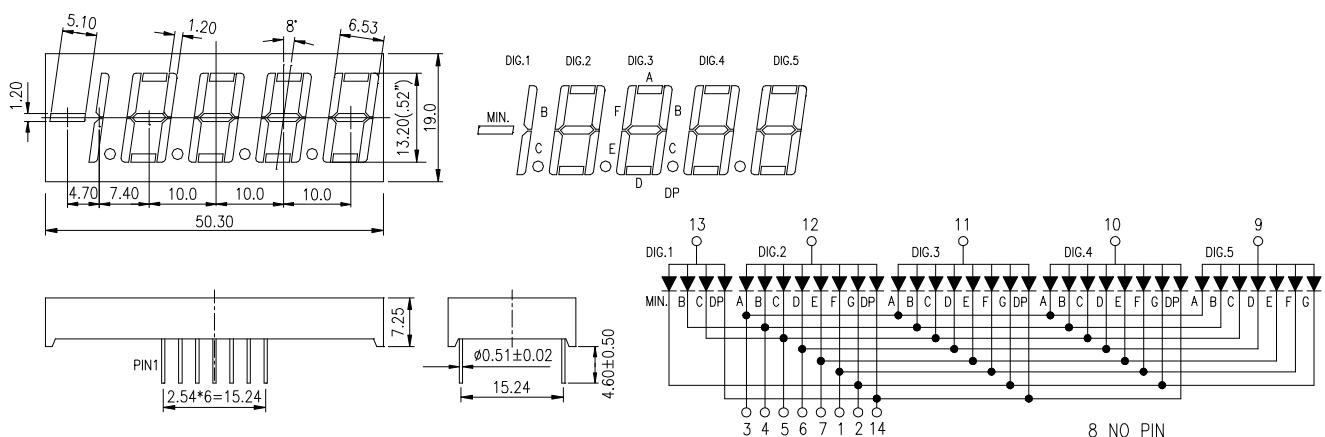 5.10
1.20
8°
6.53
1.20
13.20(.52")
19.0
4.70
7.40
10.0
10.0
10.0
50.30
DIG.1 DIG.2 DIG.3 DIG.4 DIG.5
A
MIN. B F B
C E C
D
DP
7.25
PIN1
2.54*6=15.24
ø0.51±0.02
15.24
4.60±0.50
13 12 11 10 9
DIG.1 DIG.2 DIG.3 DIG.4 DIG.5
MIN. B C DP A B C D E F G DP A B C D E F G DP A B C D E F G DP A B C D E F G
3 4 5 6 7 1 2 14
8 NO PIN